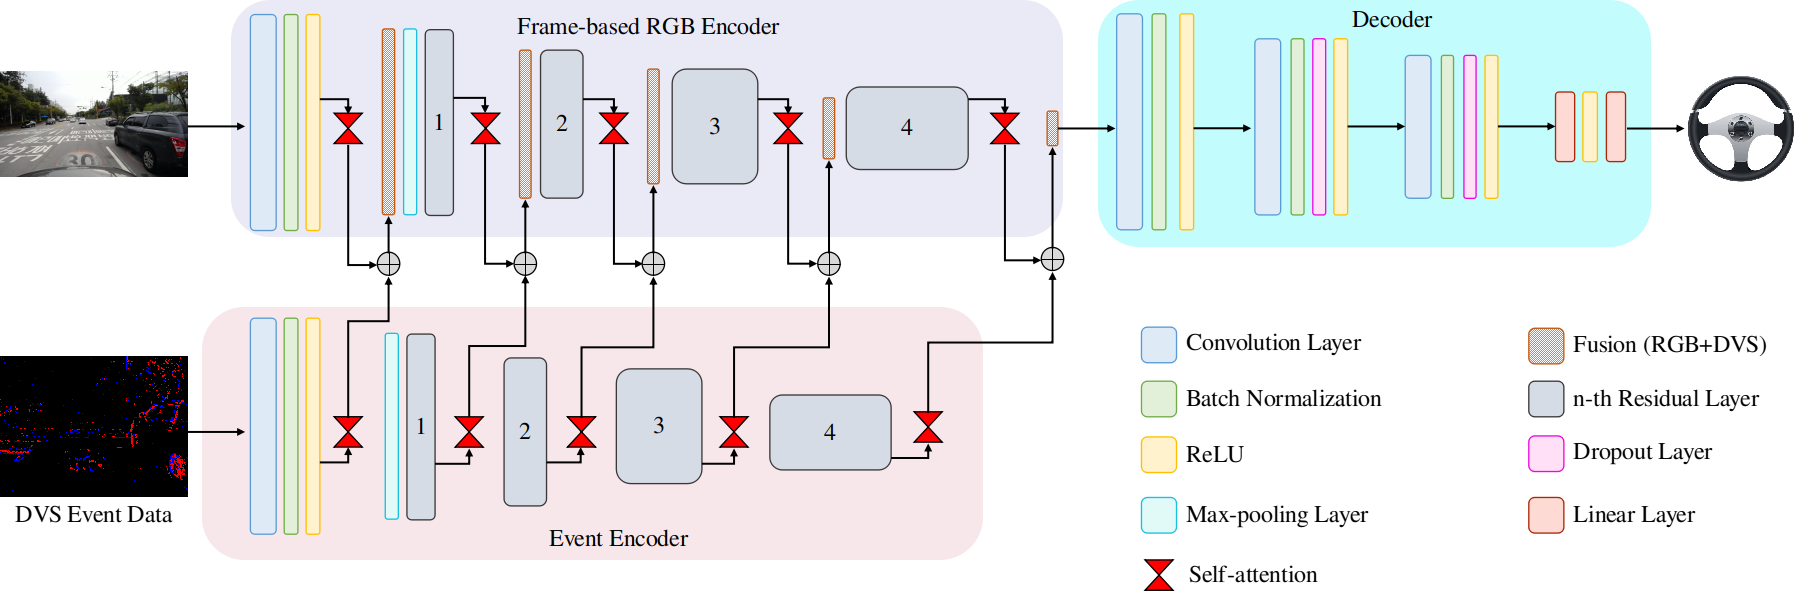 Frame-based RGB Encoder
Decoder
1
2
3
4
30
1
2
3
4
DVS Event Data
Event Encoder
Convolution Layer
Batch Normalization
ReLU
Max-pooling Layer
Self-attention
Fusion (RGB+DVS)
n-th Residual Layer
Dropout Layer
Linear Layer